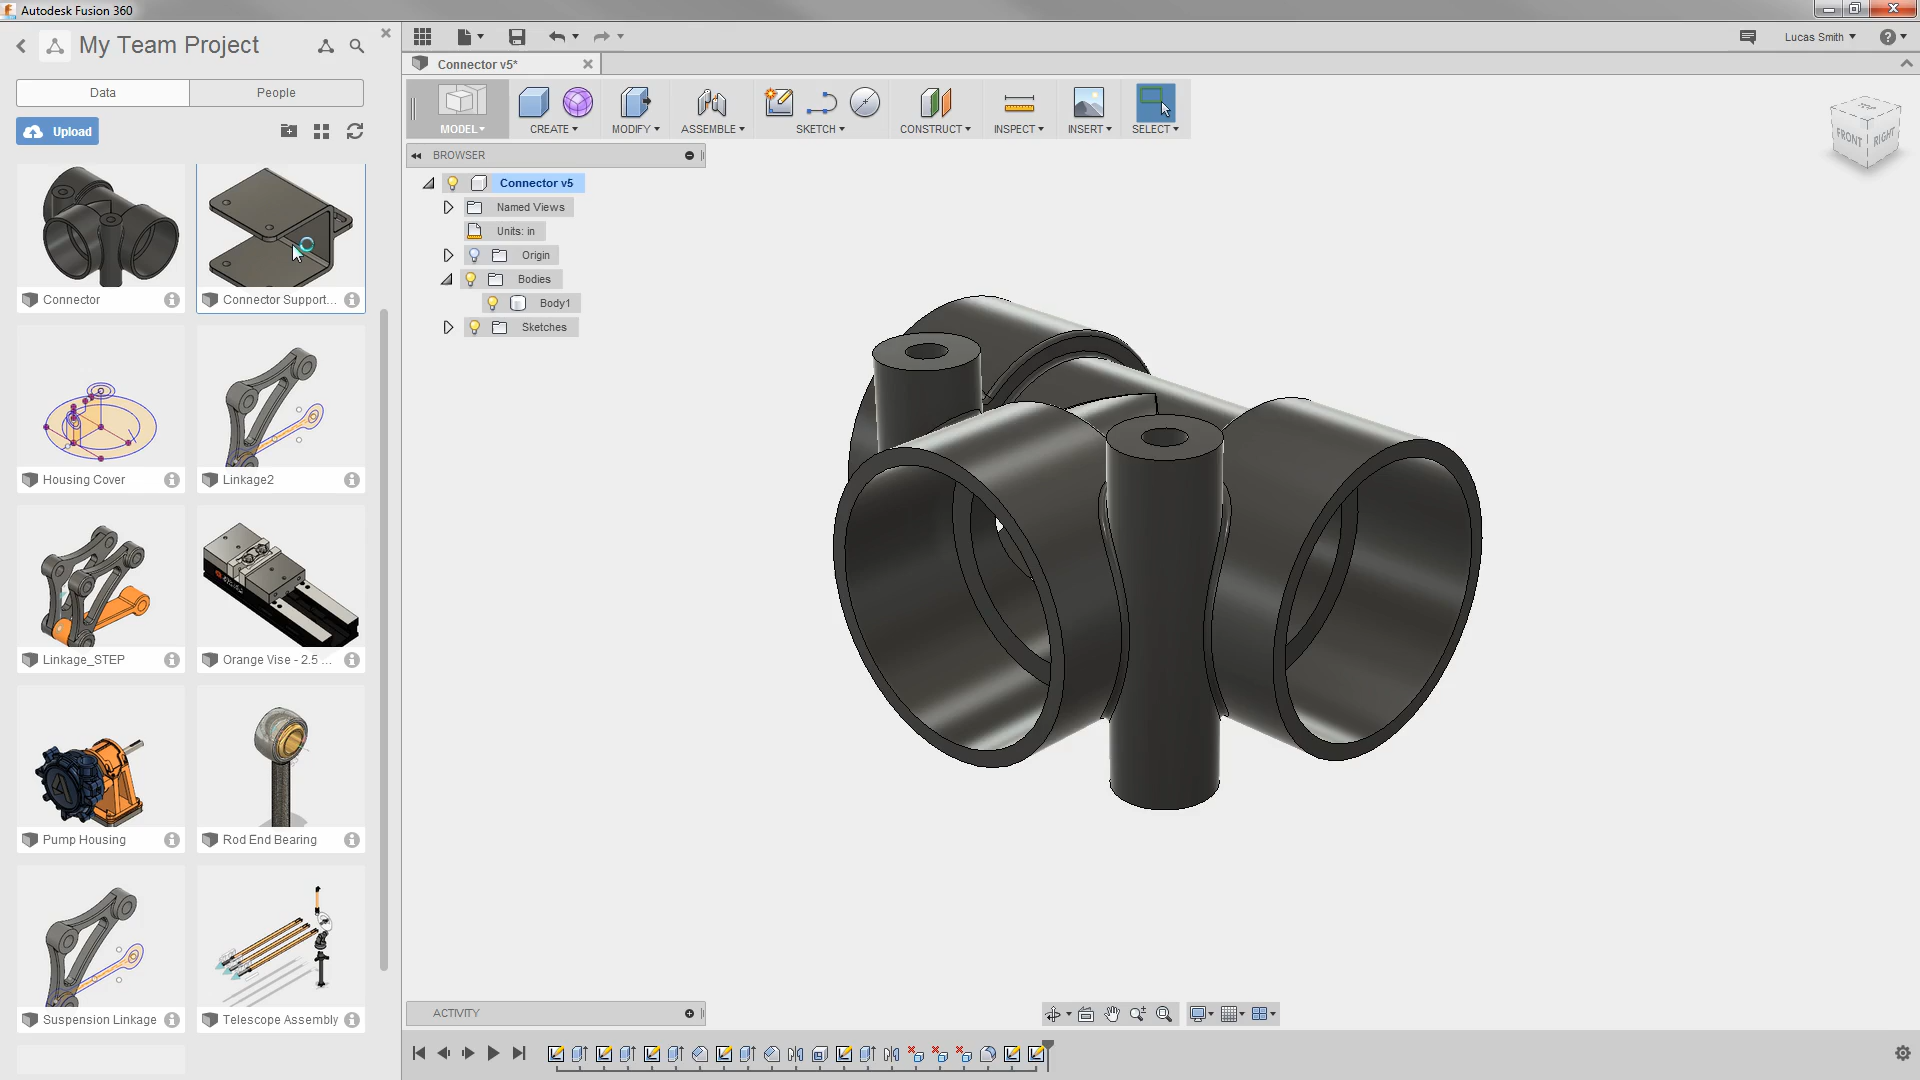 Autodesk Fusion 360
My Team Project
Data
People
Upload
Connector
Connector Support...
Housing Cover
Linkage2
Linkage_STEP
Orange Vise - 2.5 ...
Pump Housing
Rod End Bearing
Suspension Linkage
Telescope Assembly
Lucas Smith
Connector v5*
MODEL
CREATE
MODIFY
ASSEMBLE
SKETCH
CONSTRUCT
INSPECT
INSERT
SELECT
BROWSER
Connector v5
Named Views
Units: in
Origin
Bodies
Body1
Sketches
FRONT
RIGHT
ACTIVITY